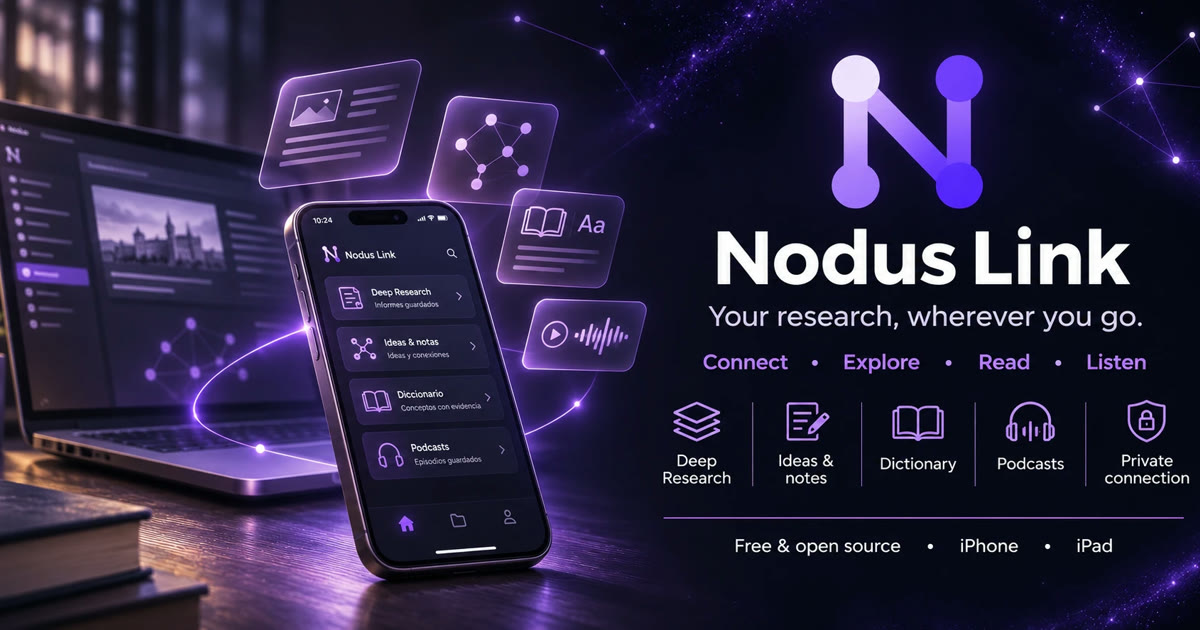 10:24
Nodus Link
Deep Research
Informes guardados
Ideas & notas
Ideas y conexiones
Diccionario
Conceptos con evidencia
Podcasts
Episodios guardados
Aa
Nodus Link
Your research, wherever you go.
Connect • Explore • Read • Listen
Deep
Research
Ideas &
notes
Dictionary
Podcasts
Private
connection
Free & open source • iPhone • iPad